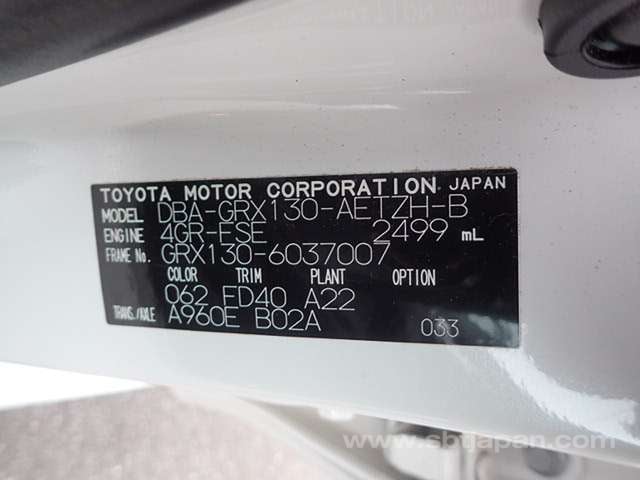 TOYOTA MOTOR CORPORATION JAPAN
MODEL DBA-GRX130-AETZH-B
ENGINE 4GR-FSE 2499 mL
FRAME No. GRX130-6037007
COLOR TRIM PLANT OPTION
062 FD40 A22
TRANS./AXLE A960E B02A 033
www.sbtjapan.com